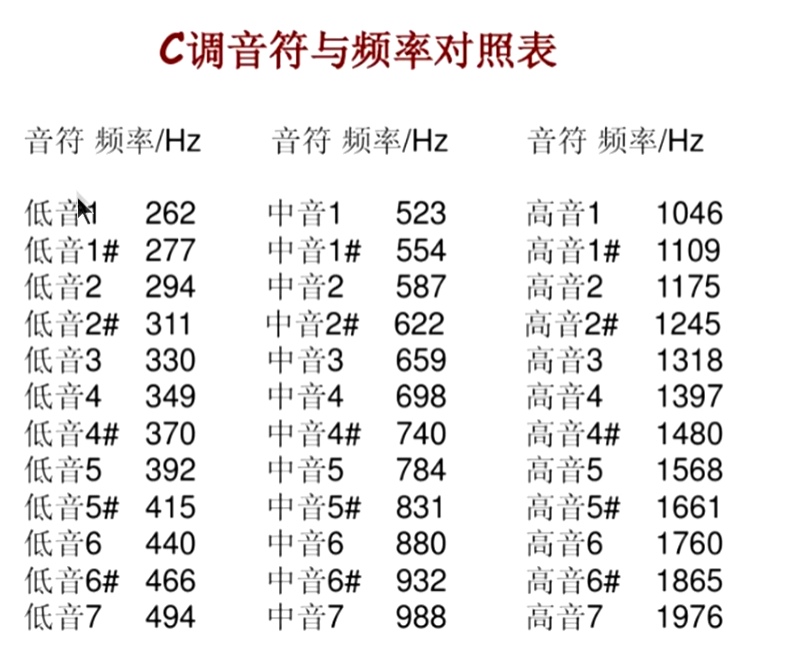 C调音符与频率对照表
音符 频率/Hz 音符 频率/Hz 音符 频率/Hz
低音1 262 中音1 523 高音1 1046
低音1# 277 中音1# 554 高音1# 1109
低音2 294 中音2 587 高音2 1175
低音2# 311 中音2# 622 高音2# 1245
低音3 330 中音3 659 高音3 1318
低音4 349 中音4 698 高音4 1397
低音4# 370 中音4# 740 高音4# 1480
低音5 392 中音5 784 高音5 1568
低音5# 415 中音5# 831 高音5# 1661
低音6 440 中音6 880 高音6 1760
低音6# 466 中音6# 932 高音6# 1865
低音7 494 中音7 988 高音7 1976